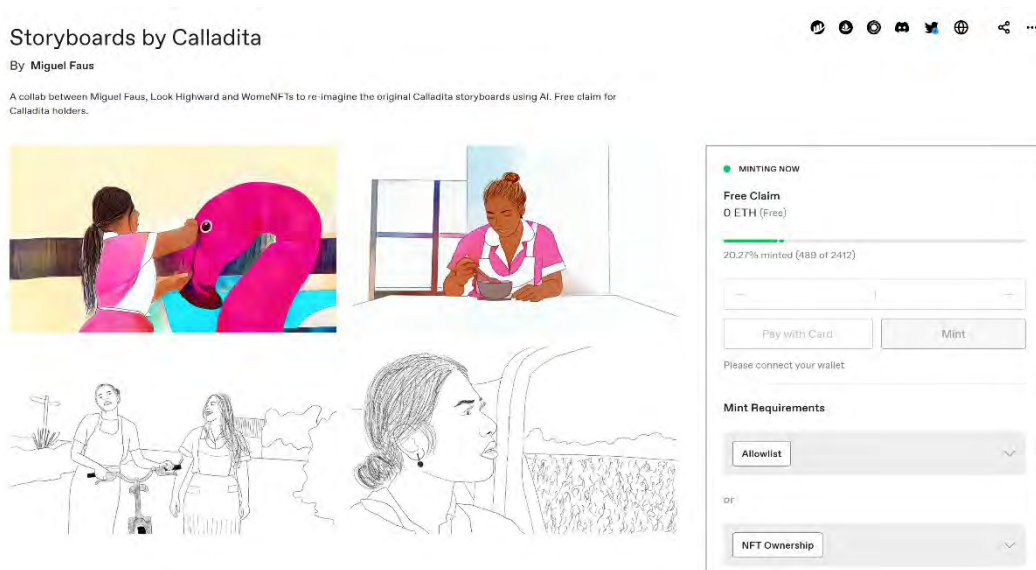 Storyboards by Calladita
By Miguel Faus
A collab between Miguel Faus, Look Highward and WomeNFTs to re-imagine the original Calladita storyboards using AI. Free claim for
Calladita holders.
MINTING NOW
Free Claim
0 ETH (Free)
20.27% minted (489 of 2412)
1
Pay with Card
Mint
Please connect your wallet
Mint Requirements
Allowlist
or
NFT Ownership